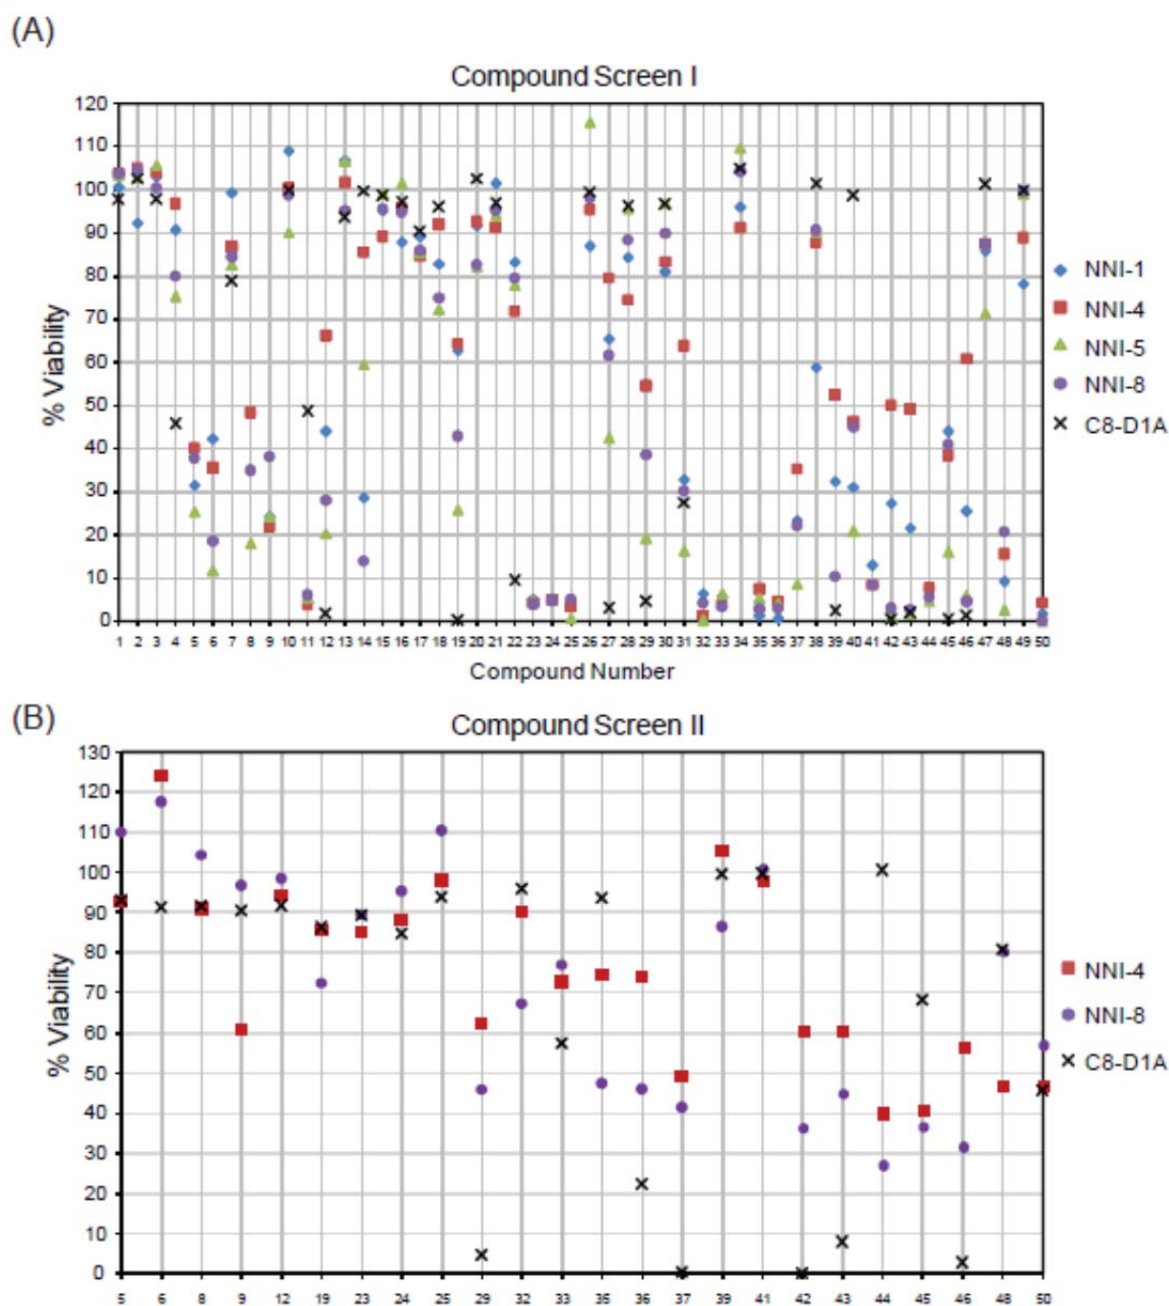 (A)
Compound Screen I
120
110
100
90
80
70
60
50
40
30
20
10
0
% Viability
1 2 3 4 5 6 7 8 9 10 11 12 13 14 15 16 17 18 19 20 21 22 23 24 25 26 27 28 29 30 31 32 33 34 35 36 37 38 39 40 41 42 43 44 45 46 47 48 49 50
Compound Number
NNI-1
NNI-4
NNI-5
NNI-8
C8-D1A
(B)
Compound Screen II
130
120
110
100
90
80
70
60
50
40
30
20
10
0
% Viability
5 6 8 9 12 19 23 24 25 29 32 33 35 36 37 39 41 42 43 44 45 46 48 50
NNI-4
NNI-8
C8-D1A